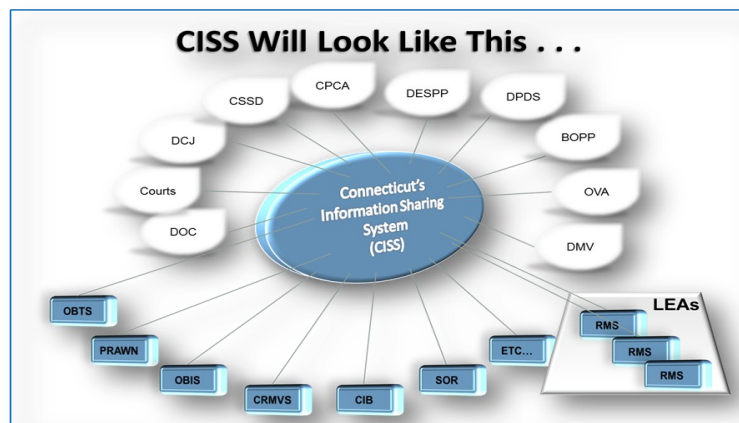 CISS Will Look Like This . . .
CPCA
DESPP
CSSD
DPDS
DCJ
BOPP
Courts
OVA
DOC
DMV
Connecticut's
Information Sharing
System
(CISS)
LEAs
OBTS
RMS
PRAWN
RMS
ETC...
OBIS
SOR
RMS
CRMVS
CIB